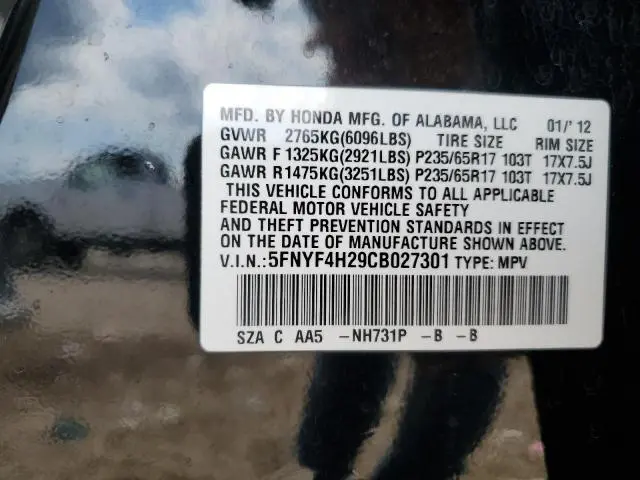 MFD. BY HONDA MFG. OF ALABAMA, LLC 01/' 12
GVWR 2765KG(6096LBS) TIRE SIZE RIM SIZE
GAWR F 1325KG(2921LBS) P235/65R17 103T 17X7.5J
GAWR R 1475KG(3251LBS) P235/65R17 103T 17X7.5J
THIS VEHICLE CONFORMS TO ALL APPLICABLE
FEDERAL MOTOR VEHICLE SAFETY
AND THEFT PREVENTION STANDARDS IN EFFECT
ON THE DATE OF MANUFACTURE SHOWN ABOVE.
V.I.N.: 5FNYF4H29CB027301 TYPE: MPV
SZA C AA5 -NH731P -B -B